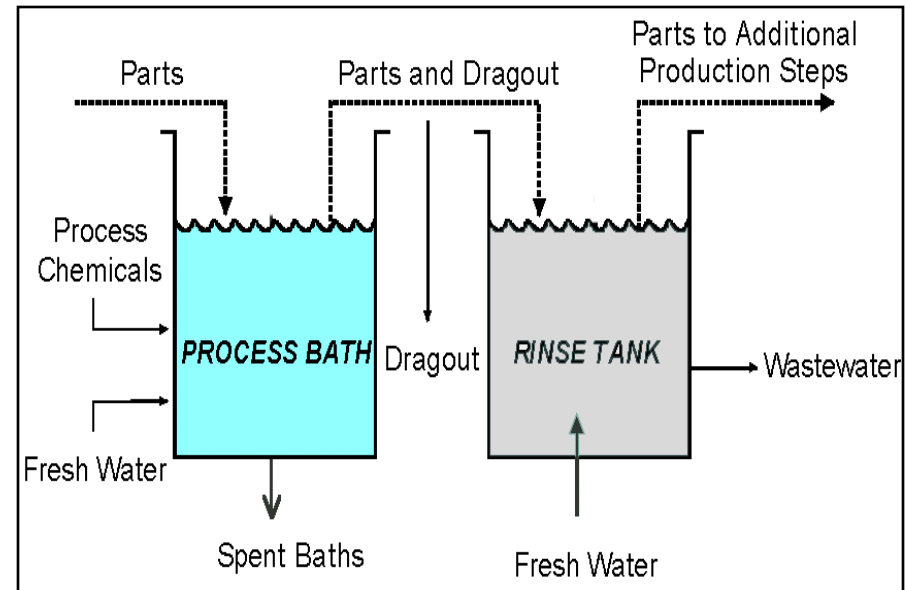 Parts
Parts and Dragout
Parts to Additional
Production Steps
Process
Chemicals
PROCESS BATH
Dragout
RINSE TANK
Wastewater
Fresh Water
Spent Baths
Fresh Water